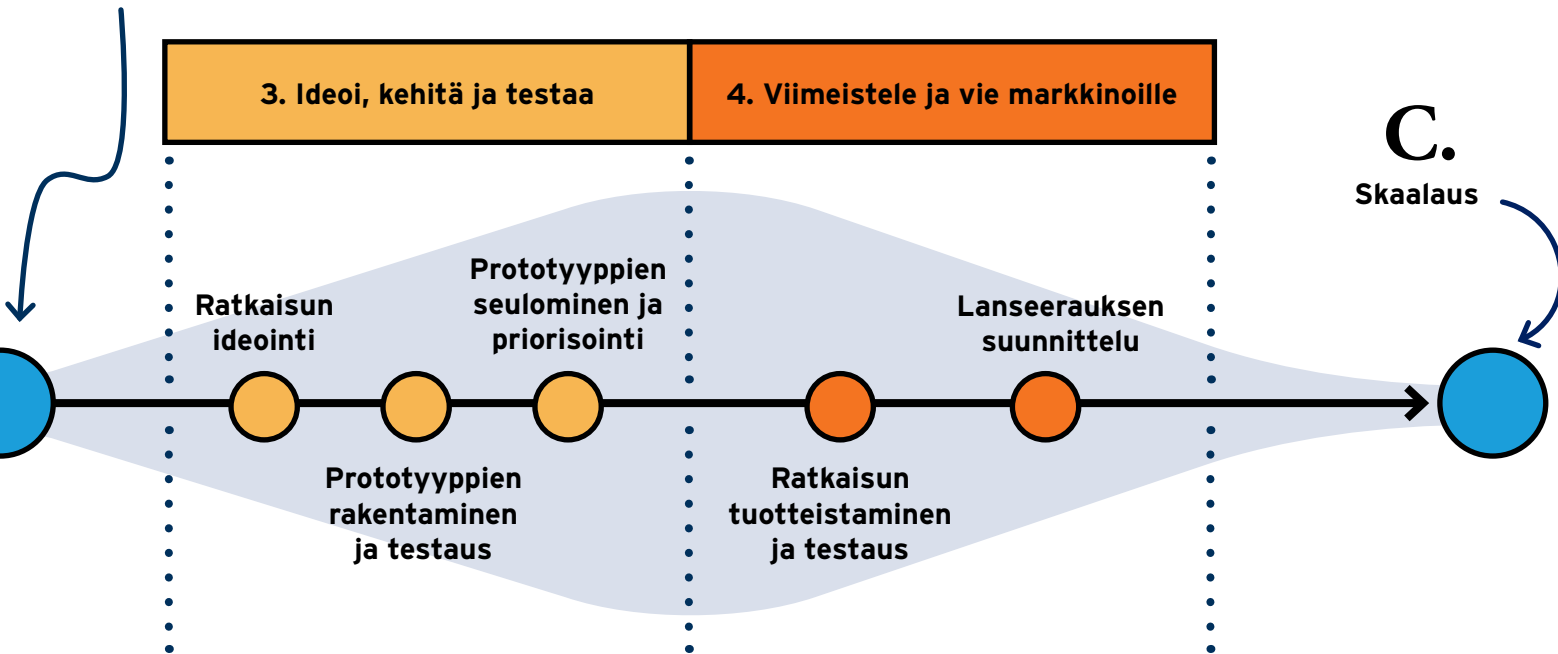 3. Ideoi, kehitä ja testaa
4. Viimeistele ja vie markkinoille
C.
Skaalaus
Ratkaisun
ideointi
Prototyyppien
rakentaminen
ja testaus
Prototyyppien
seulominen ja
priorisointi
Ratkaisun
tuotteistaminen
ja testaus
Lanseerauksen
suunnittelu